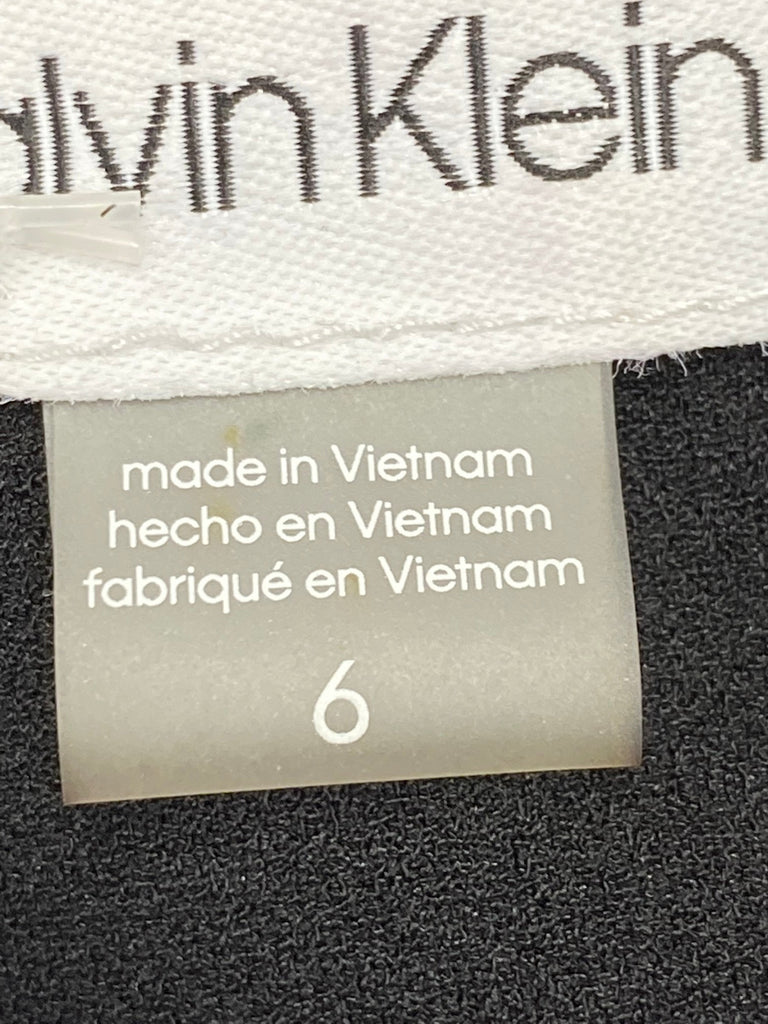 alvin Klein
made in Vietnam
hecho en Vietnam
fabriqué en Vietnam
6